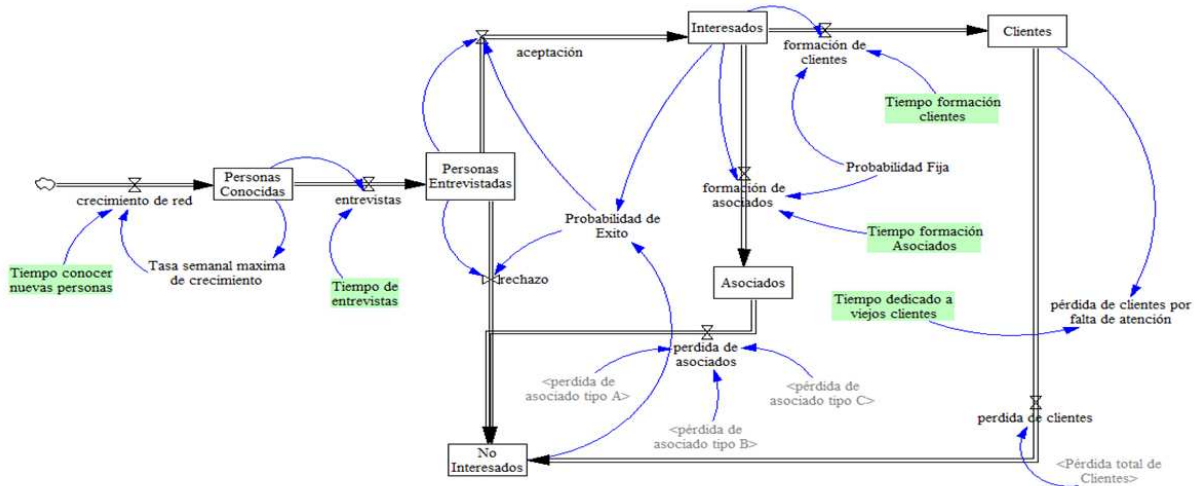 Interesados
Clientes
aceptación
formación de
clientes
Tiempo formación
clientes
Personas
Conocidas
Personas
Entrevistadas
Probabilidad Fija
crecimiento de red
entrevistas
formación de
asociados
Probabilidad de
Exito
Tiempo formación
Asociados
Tiempo conocer
nuevas personas
Tasa semanal maxima
de crecimiento
Tiempo de
entrevistas
rechazo
Asociados
Tiempo dedicado a
viejos clientes
pérdida de clientes por
falta de atención
perdida de
asociados
<perdida de
asociado tipo A>
<pérdida de
asociado tipo C>
<pérdida de
asociado tipo B>
perdida de clientes
No
Interesados
<Pérdida total de
Clientes>